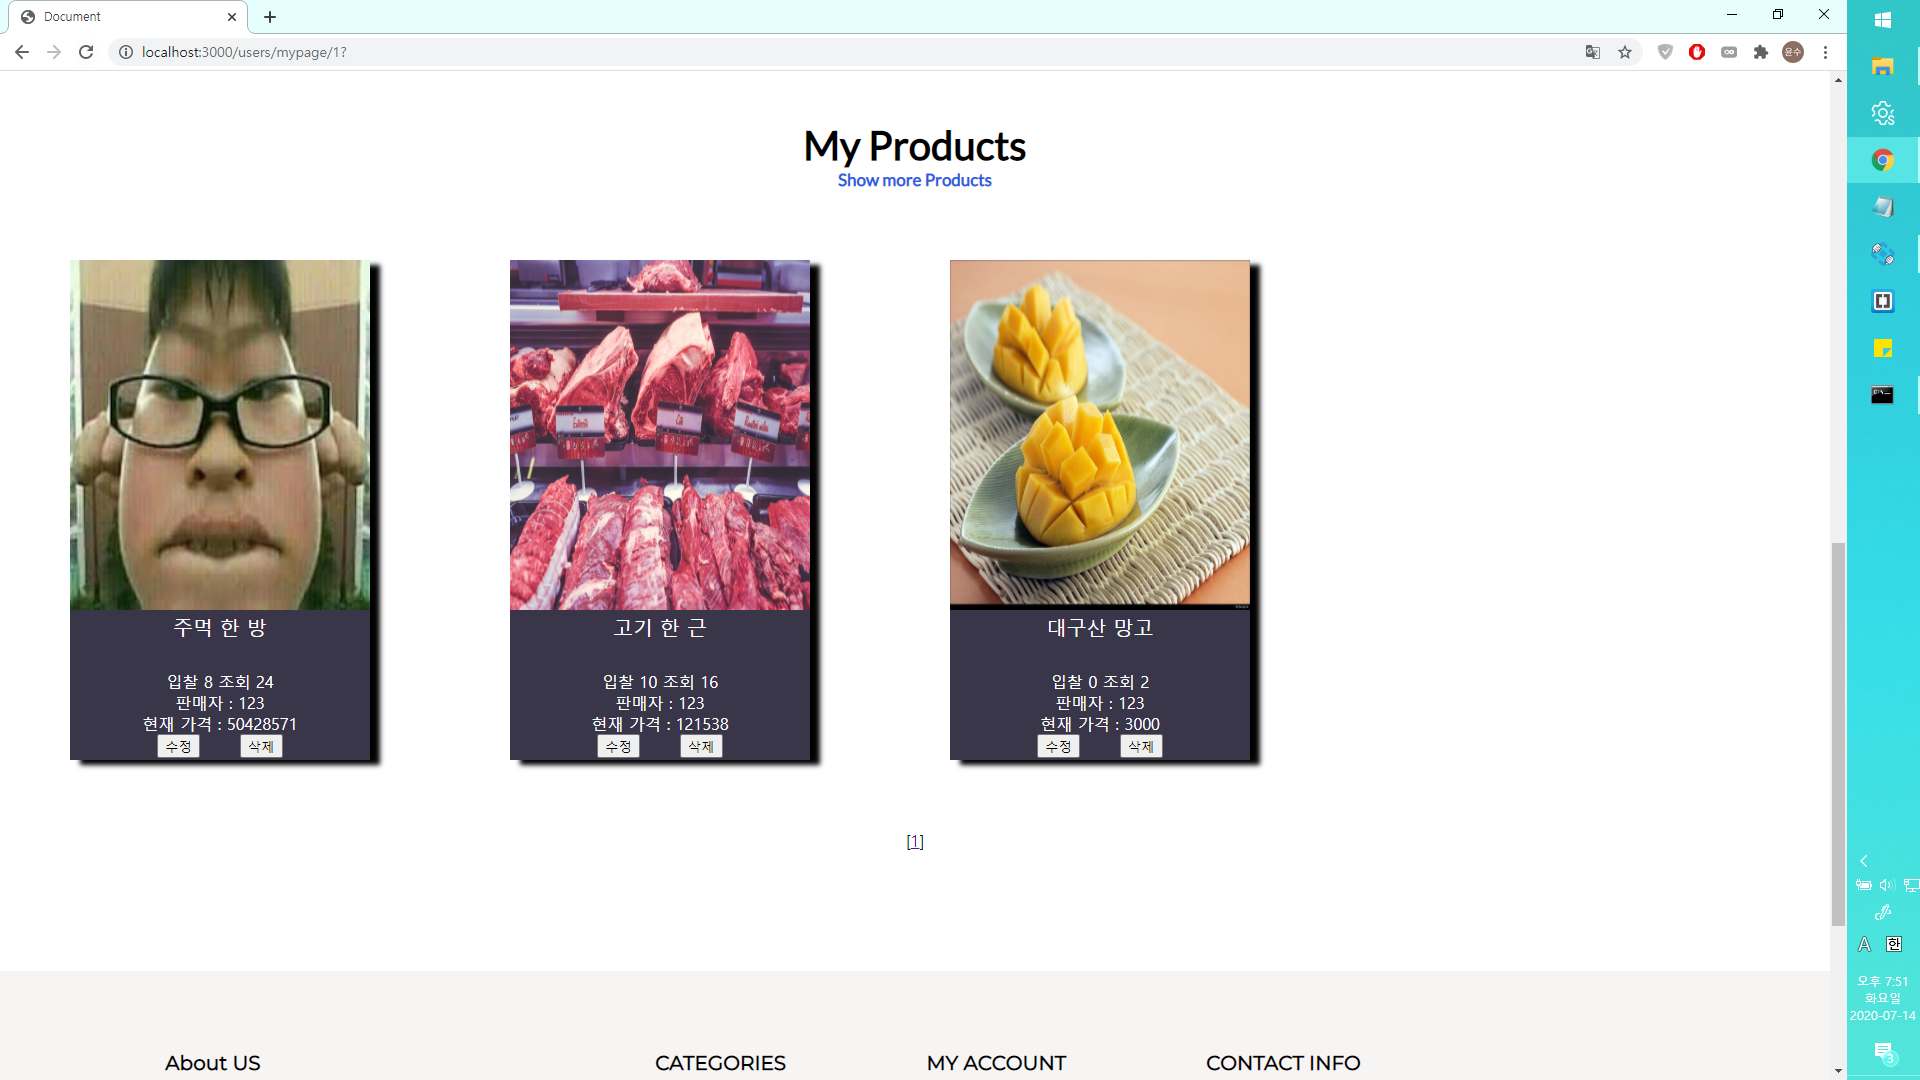 Document
localhost:3000/users/mypage/1?
윤수
My Products
Show more Products
주먹 한 방
입찰 8 조회 24
판매자 : 123
현재 가격 : 50428571
수정 삭제
고기 한 근
입찰 10 조회 16
판매자 : 123
현재 가격 : 121538
수정 삭제
대구산 망고
입찰 0 조회 2
판매자 : 123
현재 가격 : 3000
수정 삭제
[1]
About US
CATEGORIES
MY ACCOUNT
CONTACT INFO
A 한
오후 7:51
화요일
2020-07-14
3